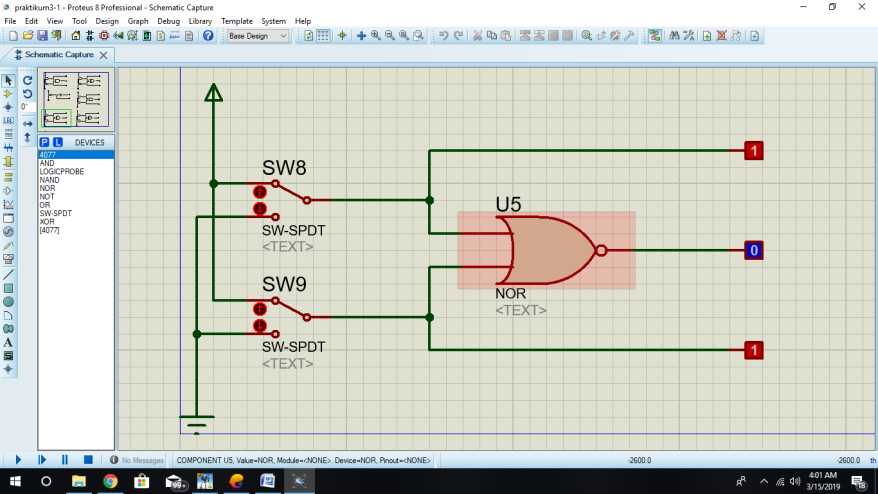 praktikum3-1 - Proteus 8 Professional - Schematic Capture
File Edit View Tool Design Graph Debug Library Template System Help
Base Design
Schematic Capture
0°
LBL
P L DEVICES
4077
AND
LOGICPROBE
NAND
NOR
NOT
OR
SW-SPDT
XOR
[4077]
A
SW8
SW-SPDT
<TEXT>
SW9
SW-SPDT
<TEXT>
U5
NOR
<TEXT>
1
0
1
No Messages COMPONENT U5, Value=NOR, Module=<NONE>. Device=NOR, Pinout=<NONE> -2600.0 -2600.0 th
99+
4:01 AM
3/15/2019
18